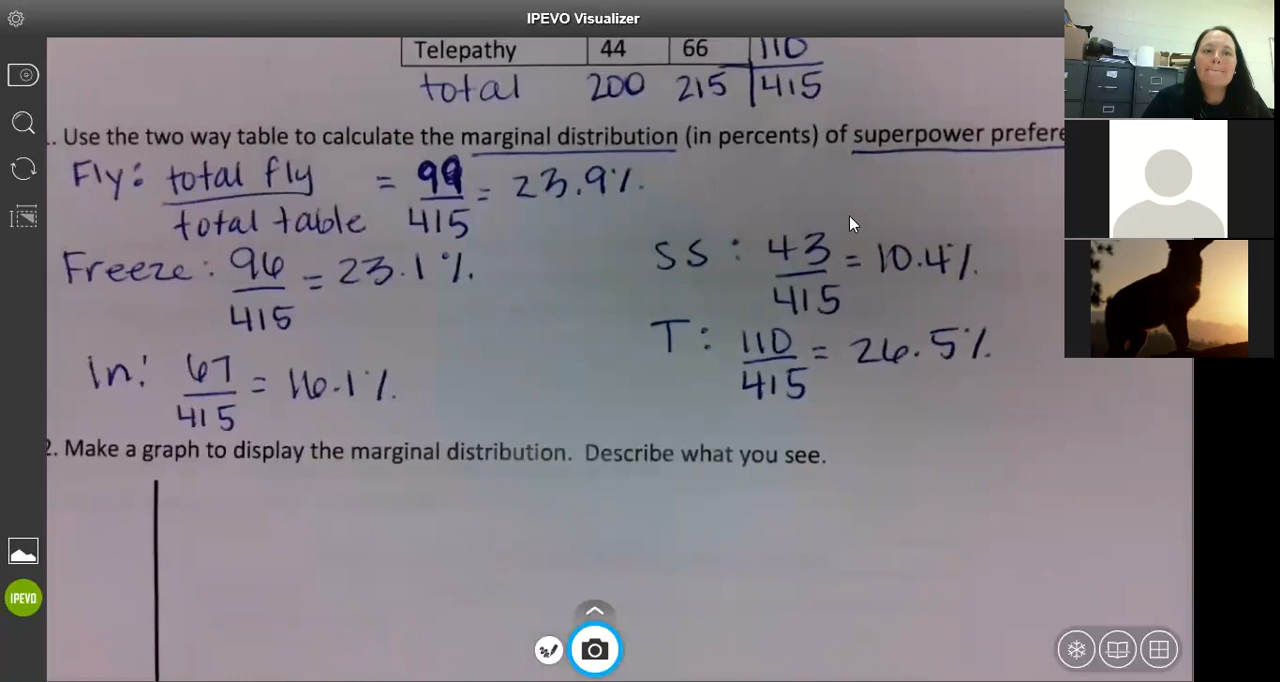 IPEVO Visualizer
Telepathy 44 66 110
total 200 215 415
. Use the two way table to calculate the marginal distribution (in percents) of superpower prefere
Fly: total fly / total table = 99/415 = 23.9%
Freeze: 96/415 = 23.1%
SS: 43/415 = 10.4%
In: 67/415 = 16.1%
T: 110/415 = 26.5%
2. Make a graph to display the marginal distribution. Describe what you see.
IPEVO